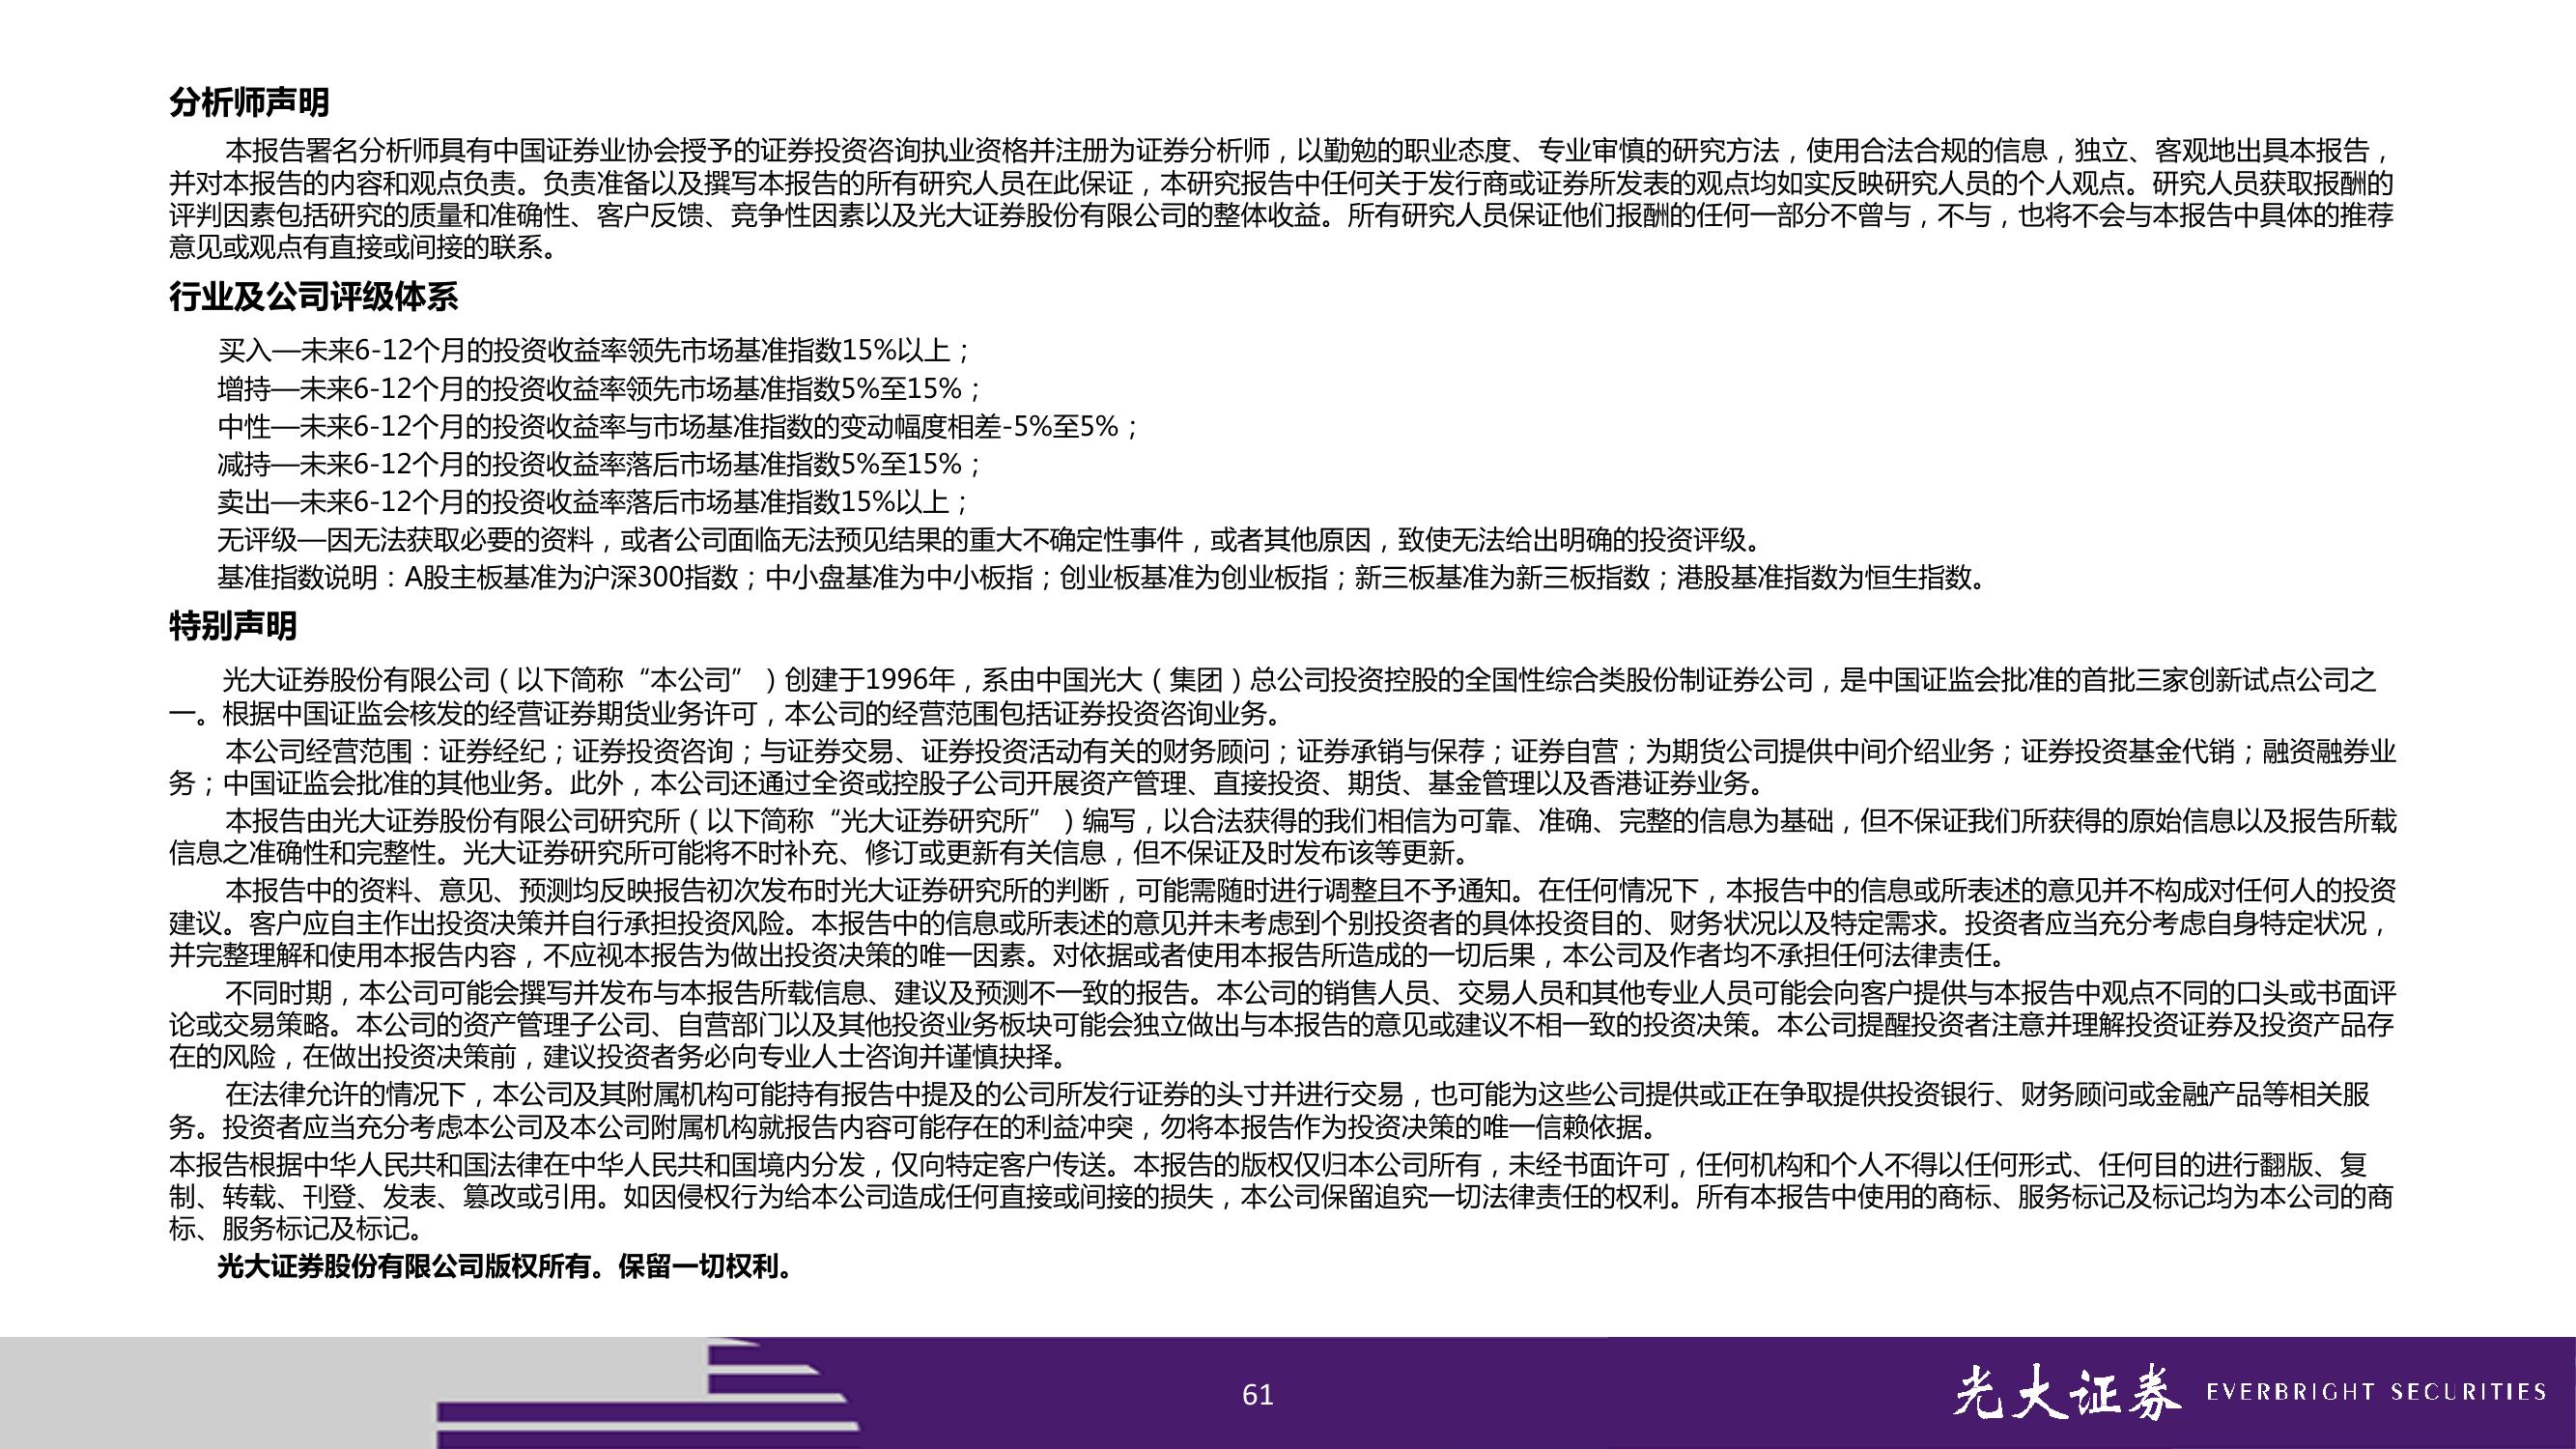 分析师声明
本报告署名分析师具有中国证券业协会授予的证券投资咨询执业资格并注册为证券分析师，以勤勉的职业态度、专业审慎的研究方法，使用合法合规的信息，独立、客观地出具本报告，
并对本报告的内容和观点负责。负责准备以及撰写本报告的所有研究人员在此保证，本研究报告中任何关于发行商或证券所发表的观点均如实反映研究人员的个人观点。研究人员获取报酬的
评判因素包括研究的质量和准确性、客户反馈、竞争性因素以及光大证券股份有限公司的整体收益。所有研究人员保证他们报酬的任何一部分不曾与，不与，也将不会与本报告中具体的推荐
意见或观点有直接或间接的联系。
行业及公司评级体系
买入—未来6-12个月的投资收益率领先市场基准指数15%以上；
增持—未来6-12个月的投资收益率领先市场基准指数5%至15%；
中性—未来6-12个月的投资收益率与市场基准指数的变动幅度相差-5%至5%；
减持—未来6-12个月的投资收益率落后市场基准指数5%至15%；
卖出—未来6-12个月的投资收益率落后市场基准指数15%以上；
无评级—因无法获取必要的资料，或者公司面临无法预见结果的重大不确定性事件，或者其他原因，致使无法给出明确的投资评级。
基准指数说明：A股主板基准为沪深300指数；中小盘基准为中小板指；创业板基准为创业板指；新三板基准为新三板指数；港股基准指数为恒生指数。
特别声明
光大证券股份有限公司（以下简称“本公司”）创建于1996年，系由中国光大（集团）总公司投资控股的全国性综合类股份制证券公司，是中国证监会批准的首批三家创新试点公司之
一。根据中国证监会核发的经营证券期货业务许可，本公司的经营范围包括证券投资咨询业务。
本公司经营范围：证券经纪；证券投资咨询；与证券交易、证券投资活动有关的财务顾问；证券承销与保荐；证券自营；为期货公司提供中间介绍业务；证券投资基金代销；融资融券业
务；中国证监会批准的其他业务。此外，本公司还通过全资或控股子公司开展资产管理、直接投资、期货、基金管理以及香港证券业务。
本报告由光大证券股份有限公司研究所（以下简称“光大证券研究所”）编写，以合法获得的我们相信为可靠、准确、完整的信息为基础，但不保证我们所获得的原始信息以及报告所载
信息之准确性和完整性。光大证券研究所可能将不时补充、修订或更新有关信息，但不保证及时发布该等更新。
本报告中的资料、意见、预测均反映报告初次发布时光大证券研究所的判断，可能需随时进行调整且不予通知。在任何情况下，本报告中的信息或所表述的意见并不构成对任何人的投资
建议。客户应自主作出投资决策并自行承担投资风险。本报告中的信息或所表述的意见并未考虑到个别投资者的具体投资目的、财务状况以及特定需求。投资者应当充分考虑自身特定状况，
并完整理解和使用本报告内容，不应视本报告为做出投资决策的唯一因素。对依据或者使用本报告所造成的一切后果，本公司及作者均不承担任何法律责任。
不同时期，本公司可能会撰写并发布与本报告所载信息、建议及预测不一致的报告。本公司的销售人员、交易人员和其他专业人员可能会向客户提供与本报告中观点不同的口头或书面评
论或交易策略。本公司的资产管理子公司、自营部门以及其他投资业务板块可能会独立做出与本报告的意见或建议不相一致的投资决策。本公司提醒投资者注意并理解投资证券及投资产品存
在的风险，在做出投资决策前，建议投资者务必向专业人士咨询并谨慎抉择。
在法律允许的情况下，本公司及其附属机构可能持有报告中提及的公司所发行证券的头寸并进行交易，也可能为这些公司提供或正在争取提供投资银行、财务顾问或金融产品等相关服
务。投资者应当充分考虑本公司及本公司附属机构就报告内容可能存在的利益冲突，勿将本报告作为投资决策的唯一信赖依据。
本报告根据中华人民共和国法律在中华人民共和国境内分发，仅向特定客户传送。本报告的版权仅归本公司所有，未经书面许可，任何机构和个人不得以任何形式、任何目的进行翻版、复
制、转载、刊登、发表、篡改或引用。如因侵权行为给本公司造成任何直接或间接的损失，本公司保留追究一切法律责任的权利。所有本报告中使用的商标、服务标记及标记均为本公司的商
标、服务标记及标记。
光大证券股份有限公司版权所有。保留一切权利。
61
光大证券 EVERBRIGHT SECURITIES